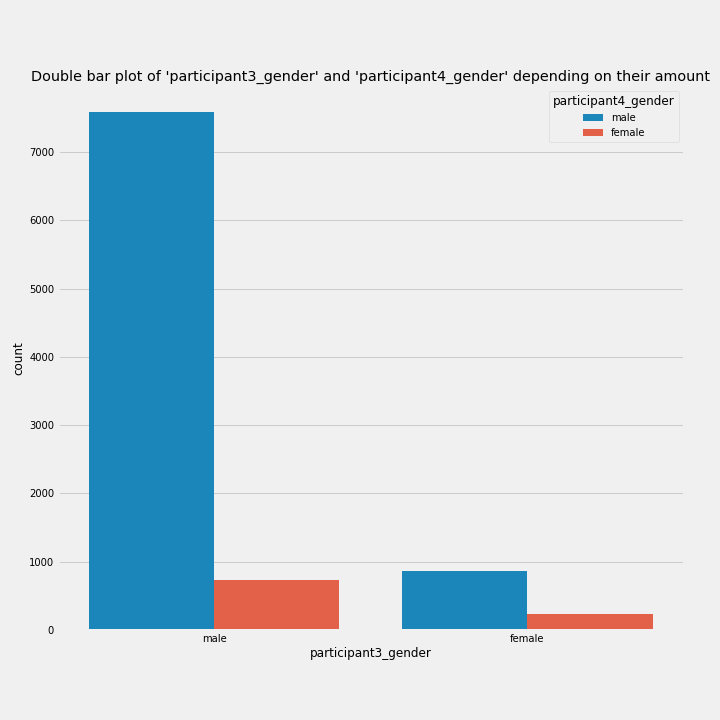 Double bar plot of 'participant3_gender' and 'participant4_gender' depending on their amount
participant4_gender
male
female
7000
6000
5000
4000
3000
2000
1000
0
count
male
female
participant3_gender